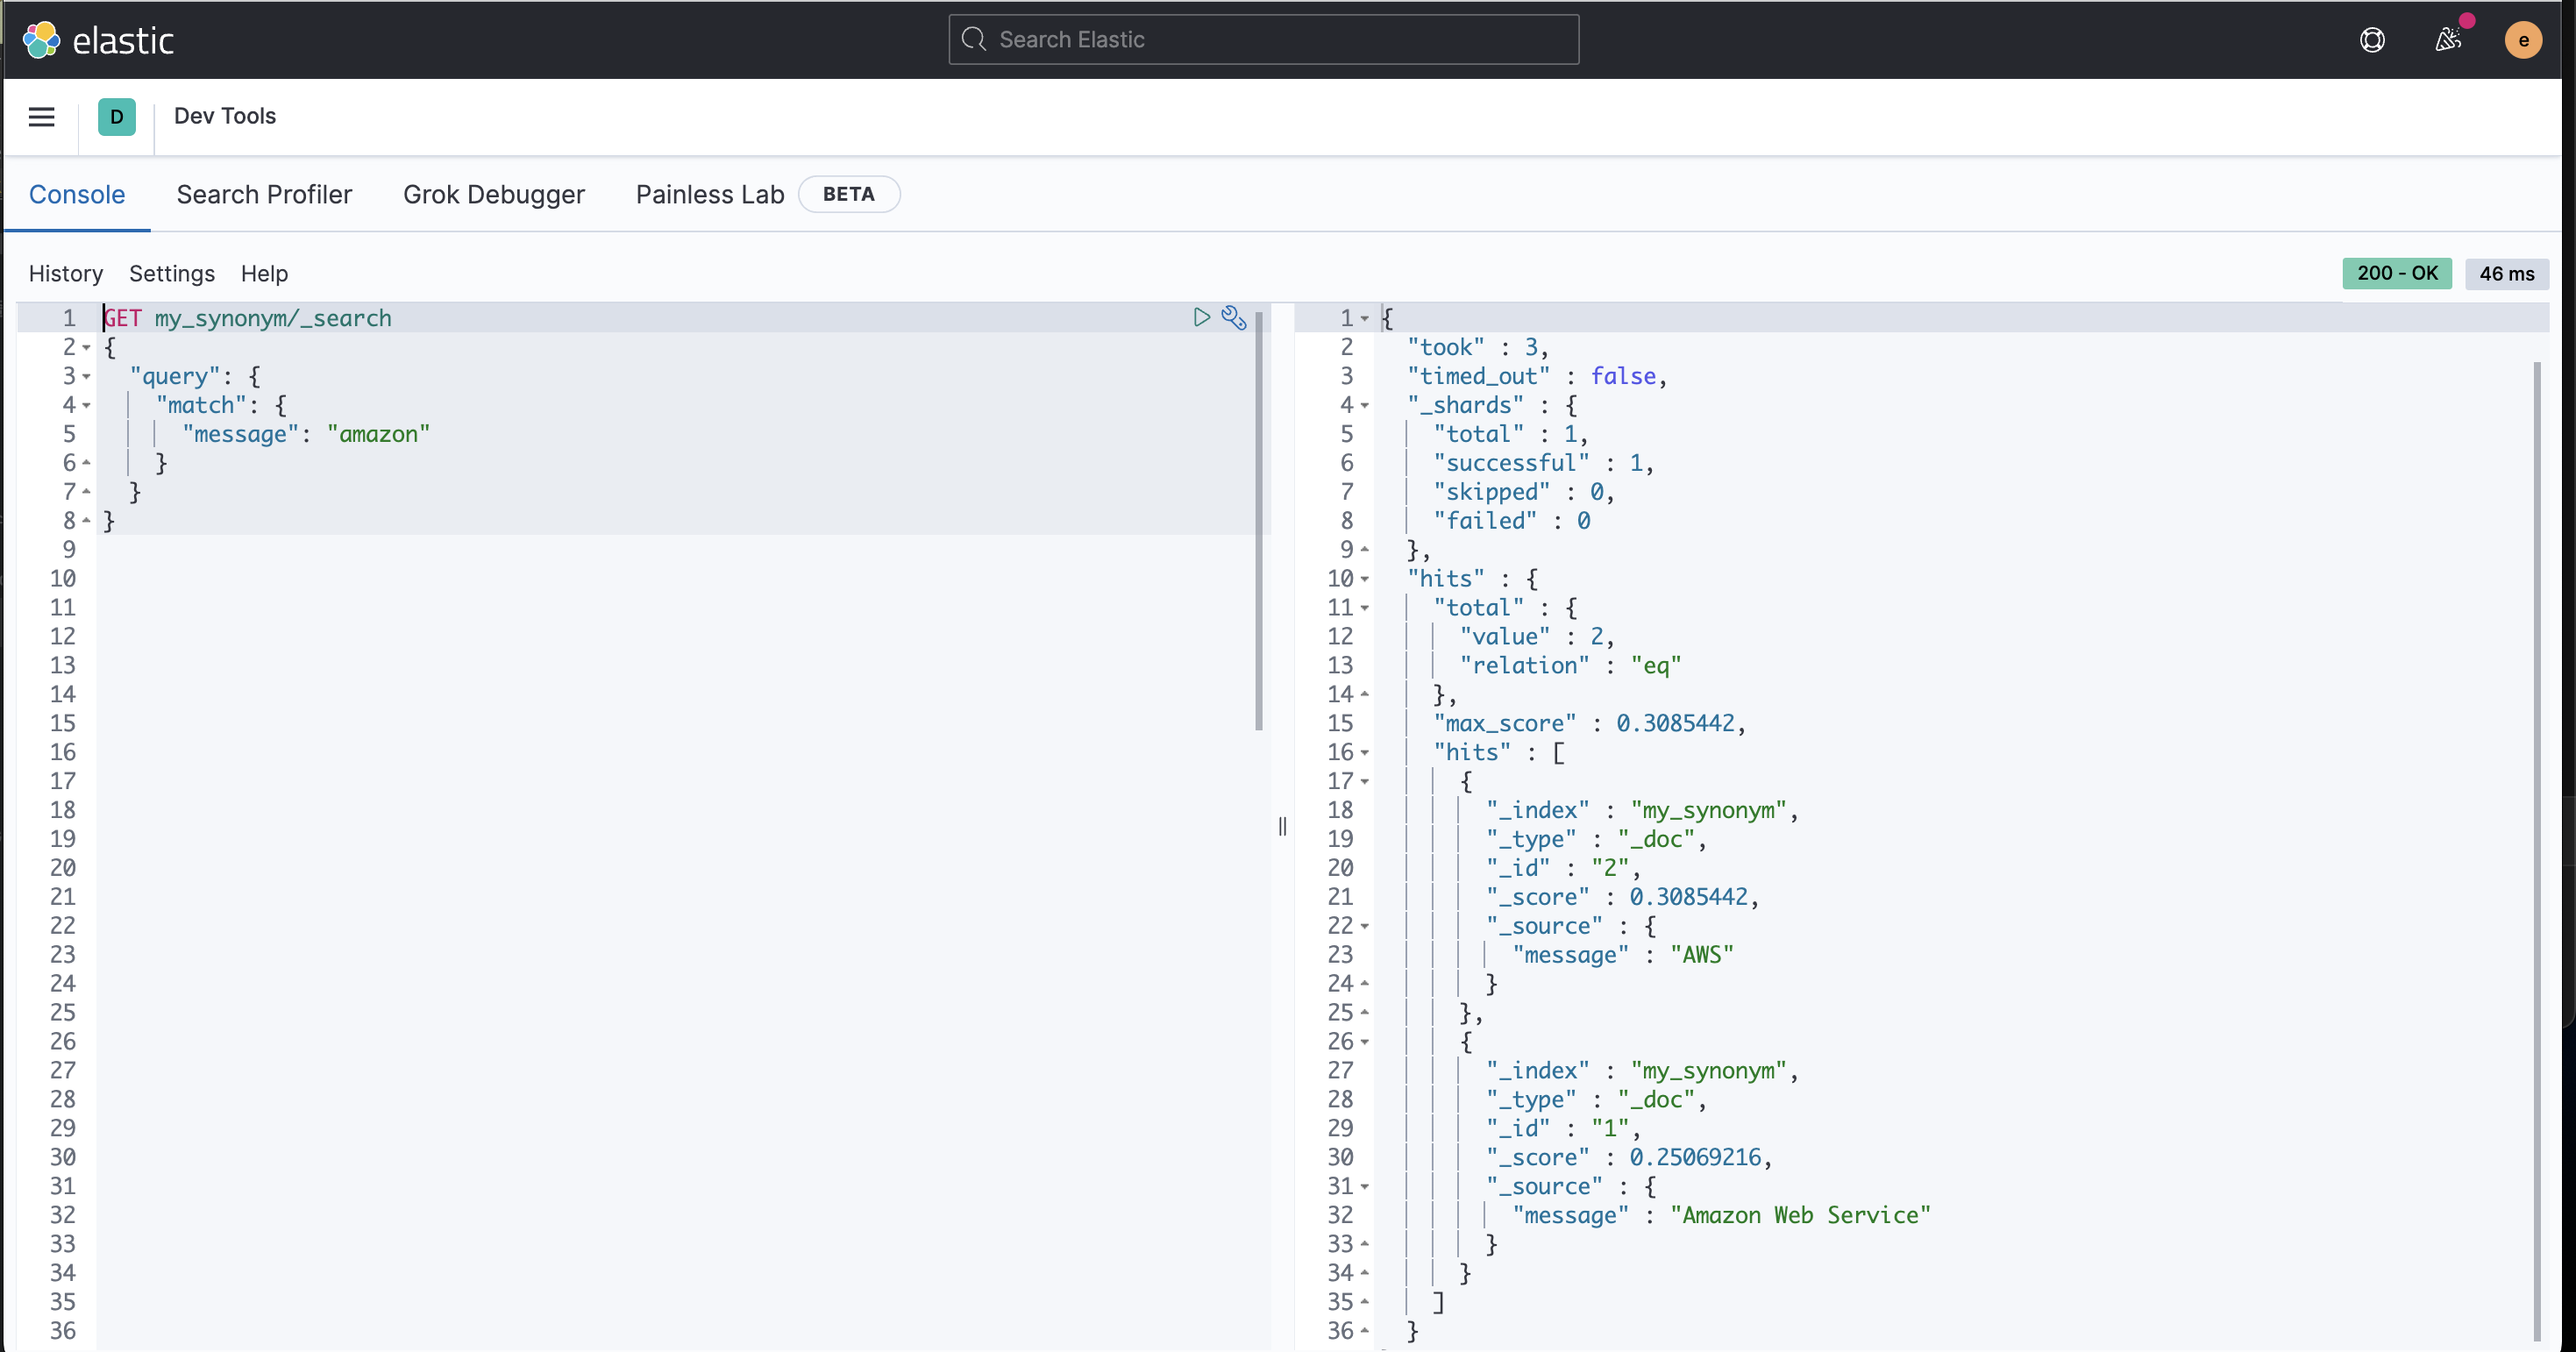 elastic
Search Elastic
e
D
Dev Tools
Console
Search Profiler
Grok Debugger
Painless Lab
BETA
History
Settings
Help
200 - OK
46 ms
1 GET my_synonym/_search
2 {
3 "query": {
4 "match": {
5 "message": "amazon"
6 }
7 }
8 }
9
10
11
12
13
14
15
16
17
18
19
20
21
22
23
24
25
26
27
28
29
30
31
32
33
34
35
36
1 {
2 "took" : 3,
3 "timed_out" : false,
4 "_shards" : {
5 "total" : 1,
6 "successful" : 1,
7 "skipped" : 0,
8 "failed" : 0
9 },
10 "hits" : {
11 "total" : {
12 "value" : 2,
13 "relation" : "eq"
14 },
15 "max_score" : 0.3085442,
16 "hits" : [
17 {
18 "_index" : "my_synonym",
19 "_type" : "_doc",
20 "_id" : "2",
21 "_score" : 0.3085442,
22 "_source" : {
23 "message" : "AWS"
24 }
25 },
26 {
27 "_index" : "my_synonym",
28 "_type" : "_doc",
29 "_id" : "1",
30 "_score" : 0.25069216,
31 "_source" : {
32 "message" : "Amazon Web Service"
33 }
34 }
35 ]
36 }